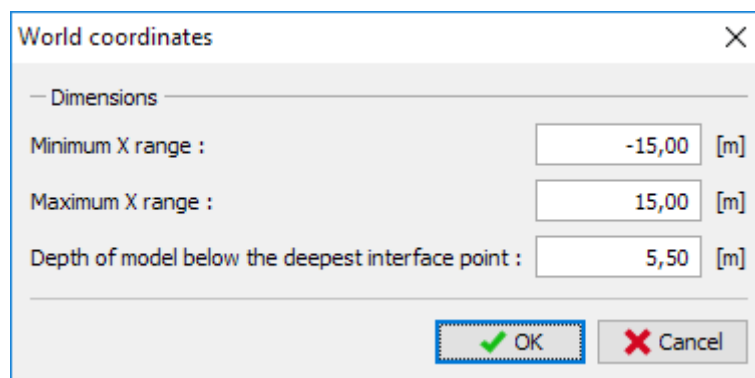 World coordinates
Dimensions
Minimum X range : -15,00 [m]
Maximum X range : 15,00 [m]
Depth of model below the deepest interface point : 5,50 [m]
OK Cancel